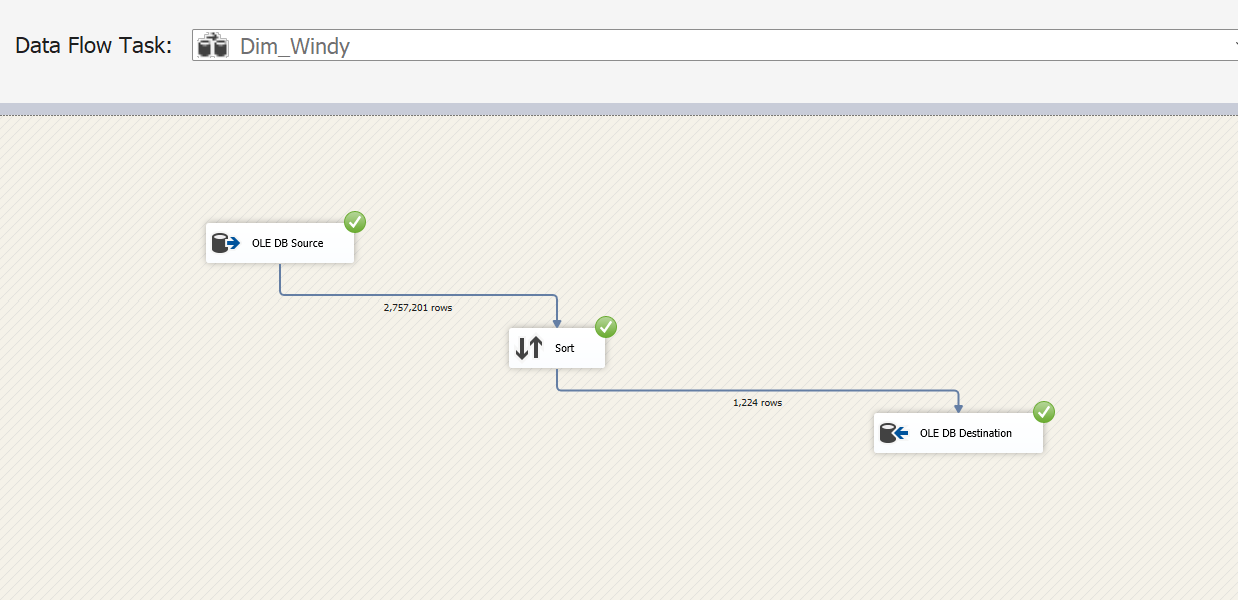 Data Flow Task:
Dim_Windy
OLE DB Source
2,757,201 rows
Sort
1,224 rows
OLE DB Destination